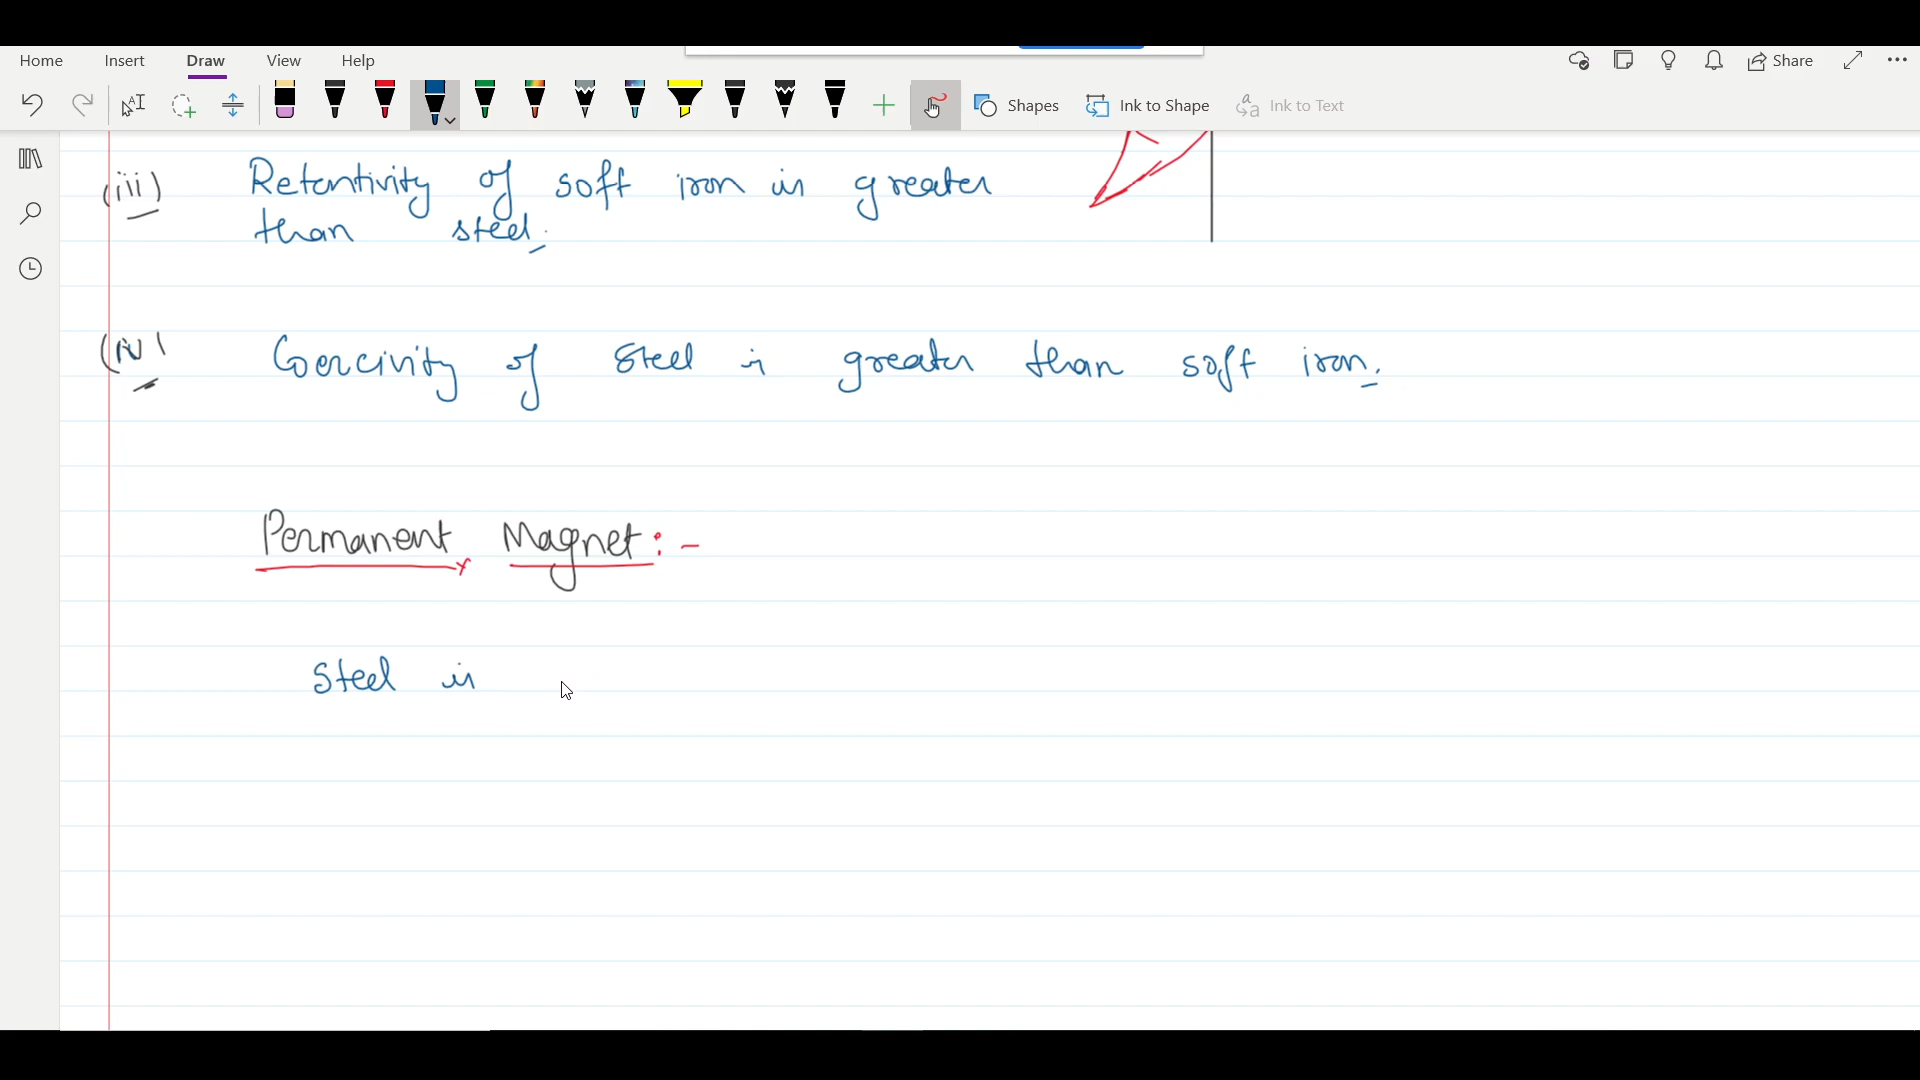 Home Insert Draw View Help Share
Shapes Ink to Shape Ink to Text
(iii) Retentivity of soft iron is greater
than steel.
(iv) Coercivity of steel is greater than soft iron.
Permanent Magnet :-
Steel is